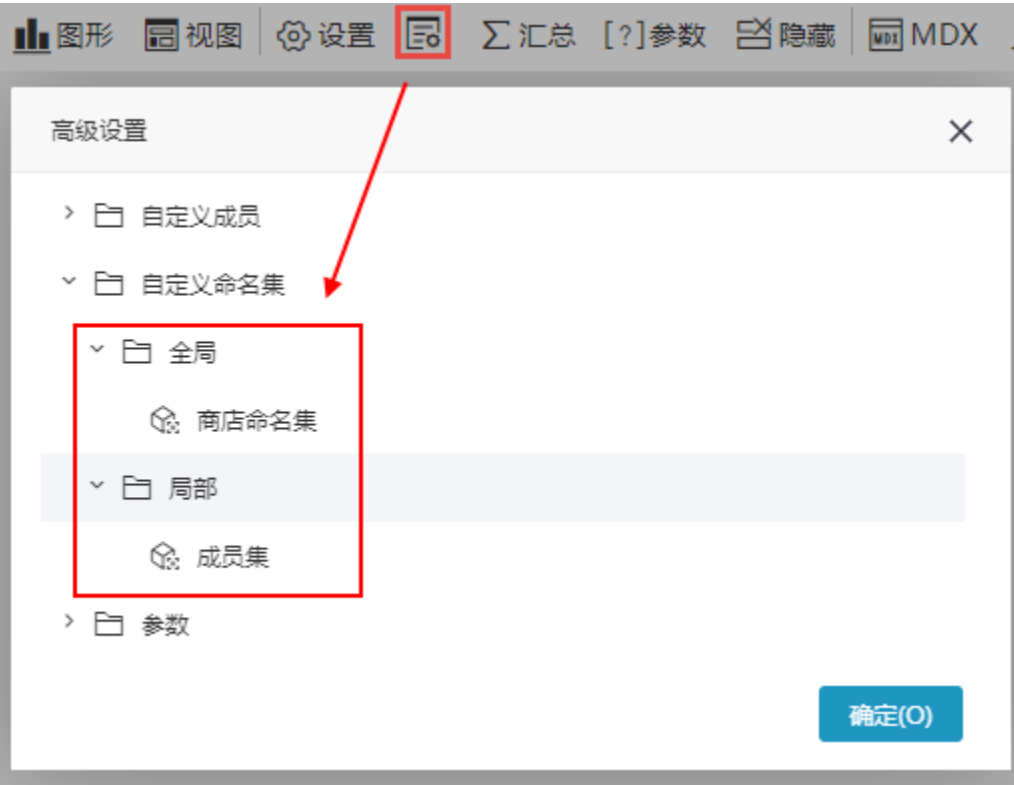 图形 视图 设置 汇总 [?]参数 隐藏 MDX MDX
高级设置
自定义成员
自定义命名集
全局
商店命名集
局部
成员集
参数
确定(O)